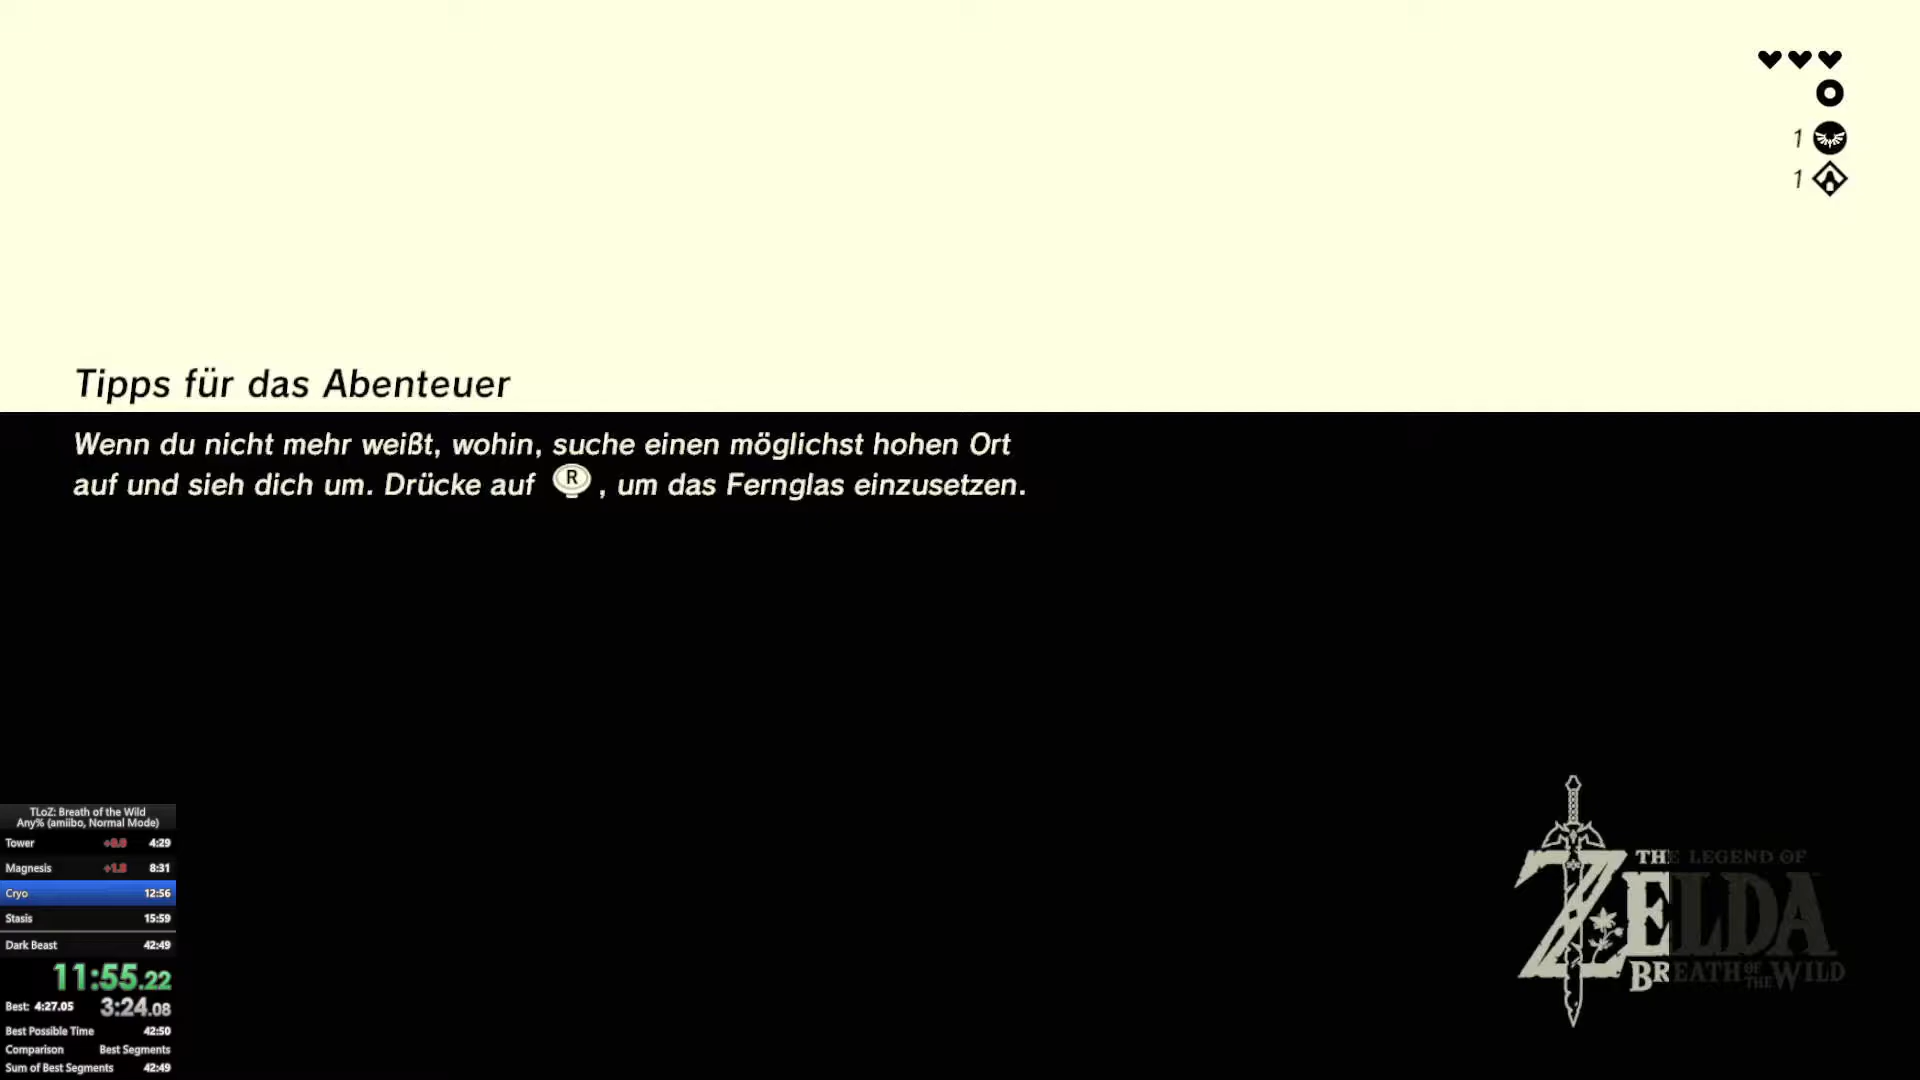 1
1
Tipps für das Abenteuer
Wenn du nicht mehr weißt, wohin, suche einen möglichst hohen Ort
auf und sieh dich um. Drücke auf R, um das Fernglas einzusetzen.
TLoZ: Breath of the Wild
Any% (amiibo, Normal Mode)
Tower +0.0 4:29
Magnesis +1.8 8:31
Cryo 12:56
Stasis 15:59
Dark Beast 42:49
11:55.22
Best: 4:27.05 3:24.08
Best Possible Time 42:50
Comparison Best Segments
Sum of Best Segments 42:49
THE LEGEND OF
ZELDA
BREATH OF THE WILD